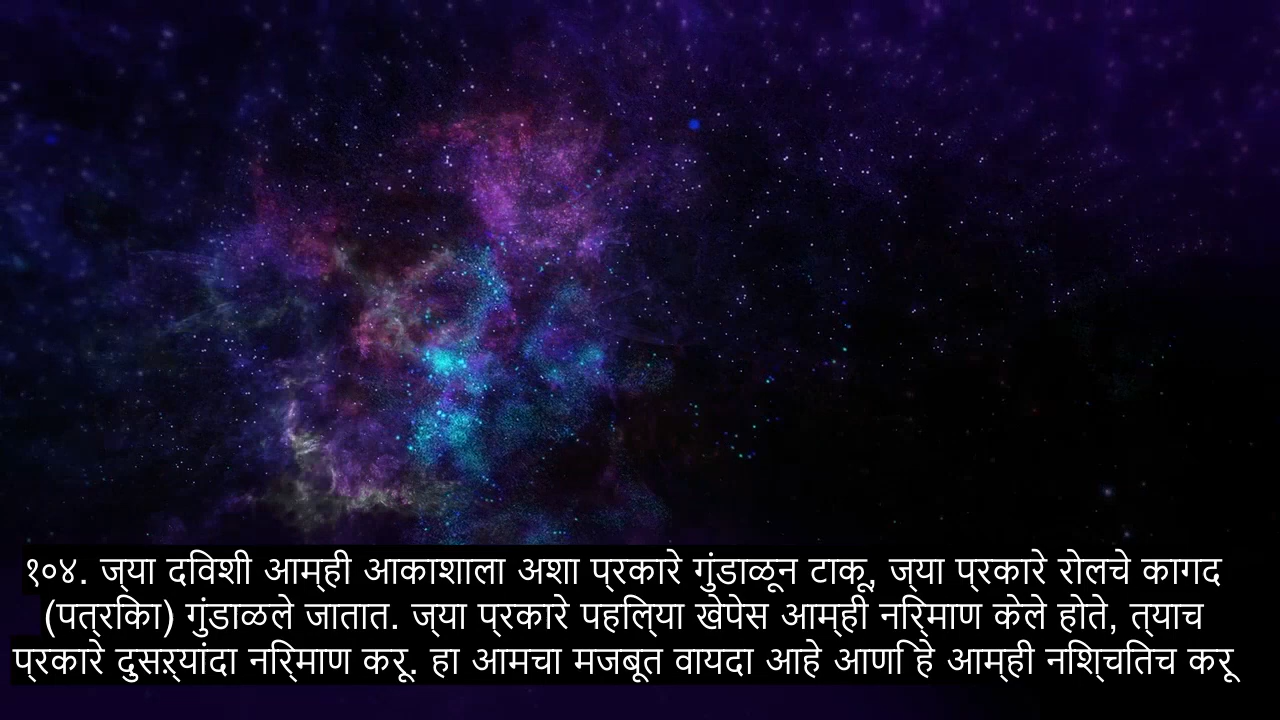 १०४. ज्या दिवशी आम्ही आकाशाला अशा प्रकारे गुंडाळून टाकू, ज्या प्रकारे रोलचे कागद
(पत्रिका) गुंडाळले जातात. ज्या प्रकारे पहिल्या खेपेस आम्ही निर्माण केले होते, त्याच
प्रकारे दुसऱ्यांदा निर्माण करू. हा आमचा मजबूत वायदा आहे आणि हे आम्ही निश्चितच करू